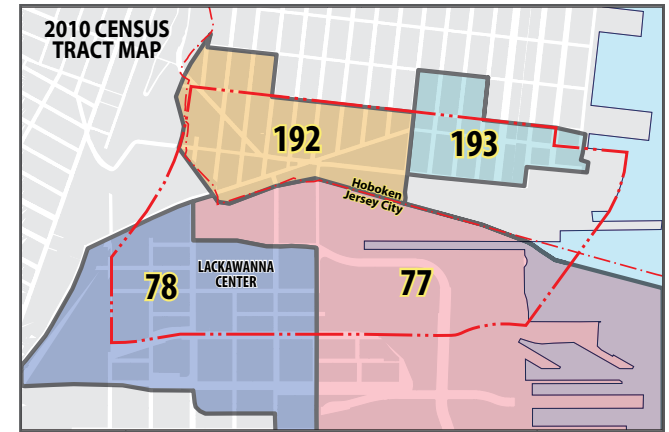 2010 CENSUS
TRACT MAP
192
193
Hoboken
Jersey City
78
LACKAWANNA
CENTER
77